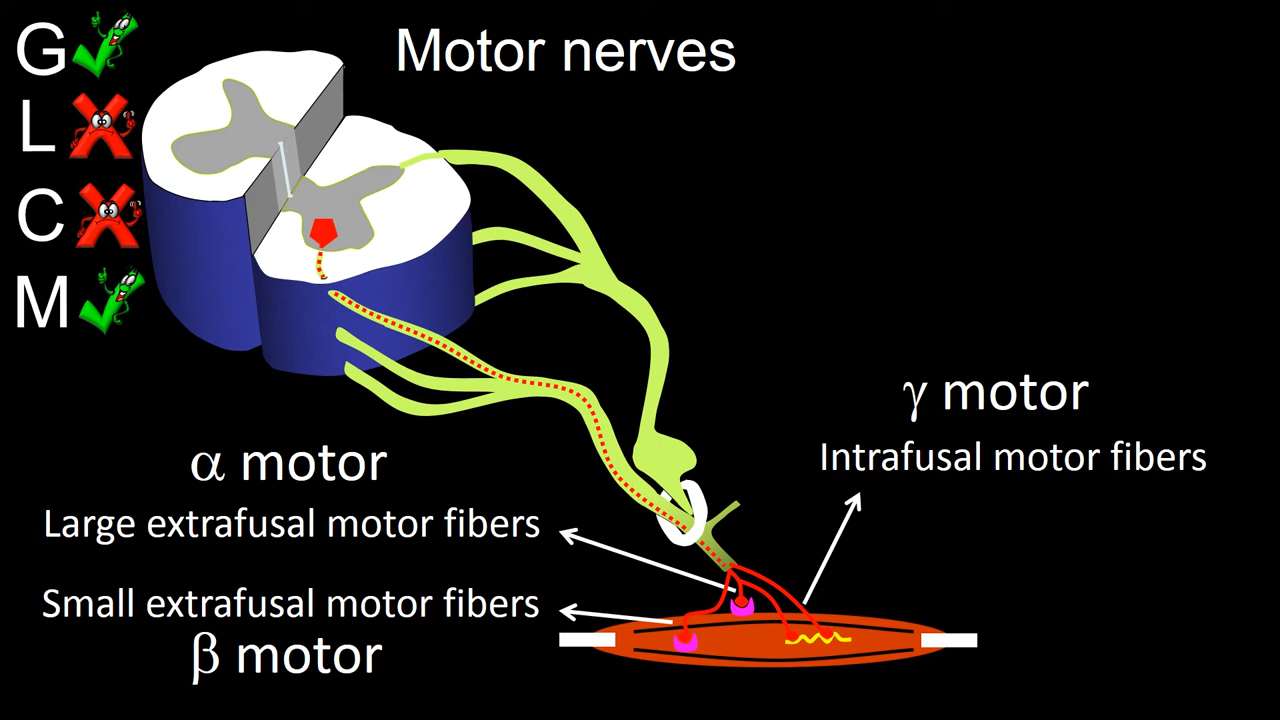 G
L
C
M
Motor nerves
γ motor
Intrafusal motor fibers
α motor
Large extrafusal motor fibers
Small extrafusal motor fibers
β motor